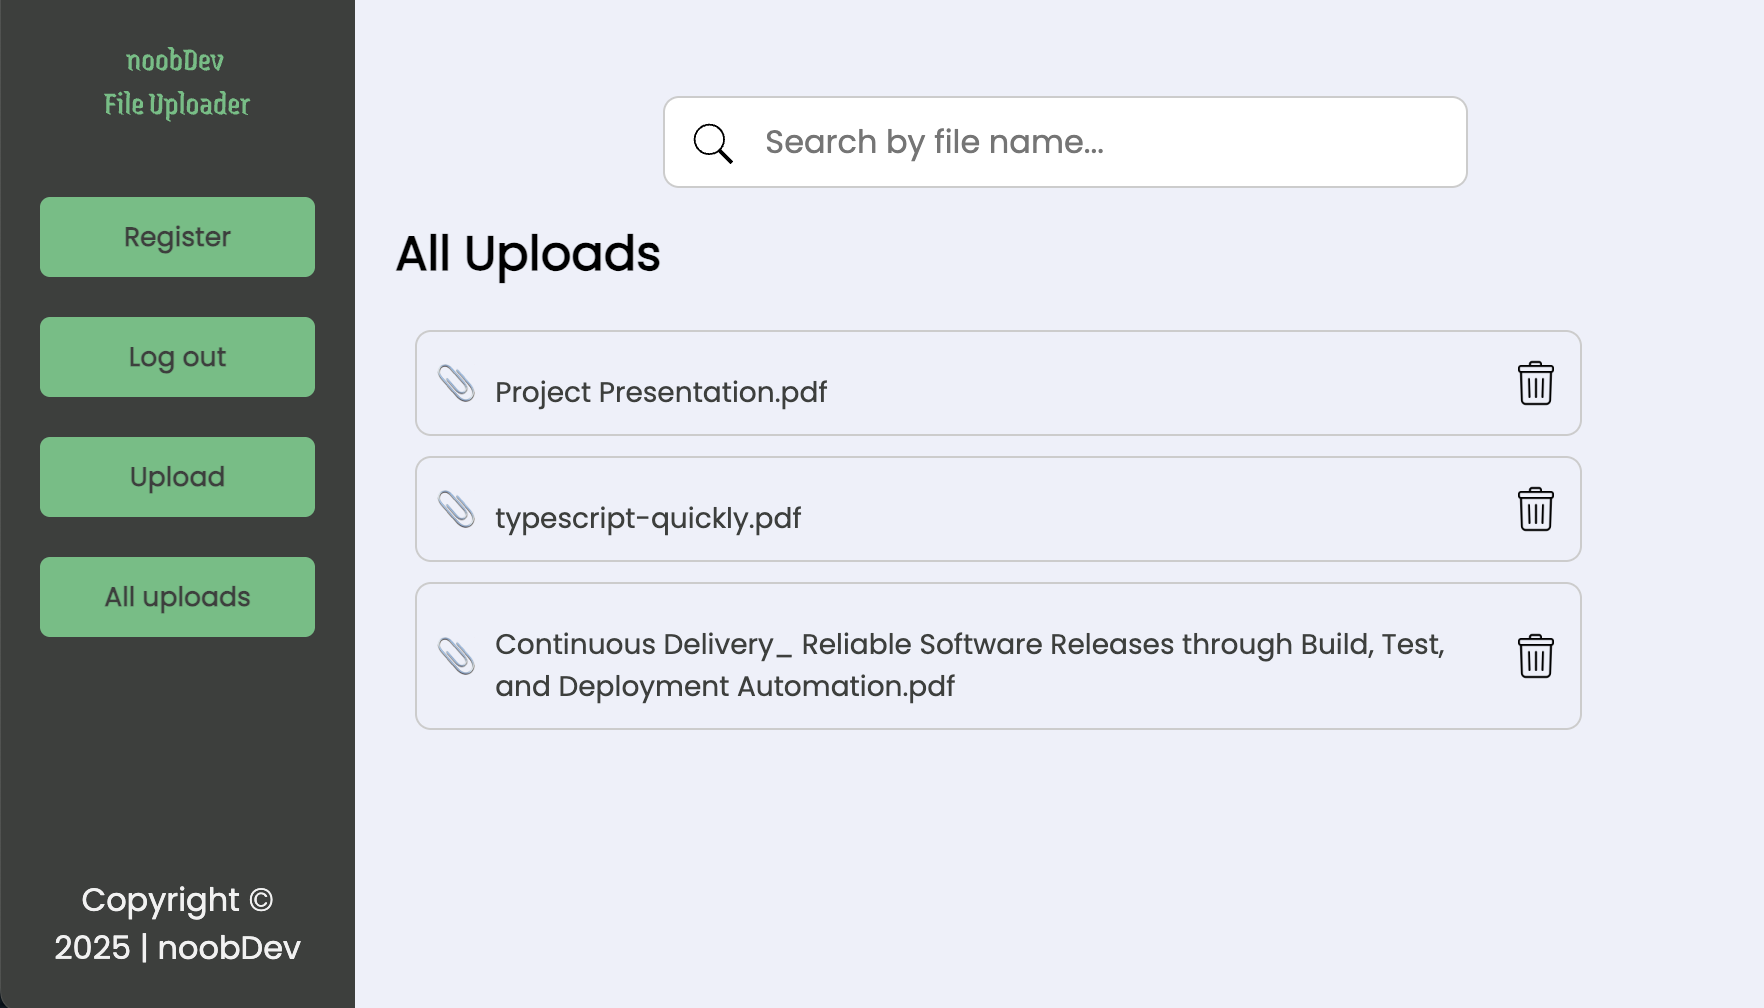 noobDev
File Uploader
Register
Log out
Upload
All uploads
Copyright ©
2025 | noobDev
Search by file name...
All Uploads
Project Presentation.pdf
typescript-quickly.pdf
Continuous Delivery_ Reliable Software Releases through Build, Test,
and Deployment Automation.pdf